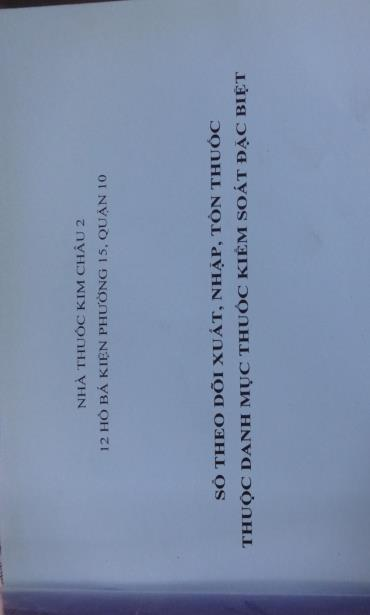 NHÀ THUỐC KIM CHÂU 2
12 HỒ BÁ KIỆN PHƯỜNG 15, QUẬN 10
SỔ THEO DÕI XUẤT, NHẬP, TỒN THUỐC
THUỘC DANH MỤC THUỐC KIỂM SOÁT ĐẶC BIỆT